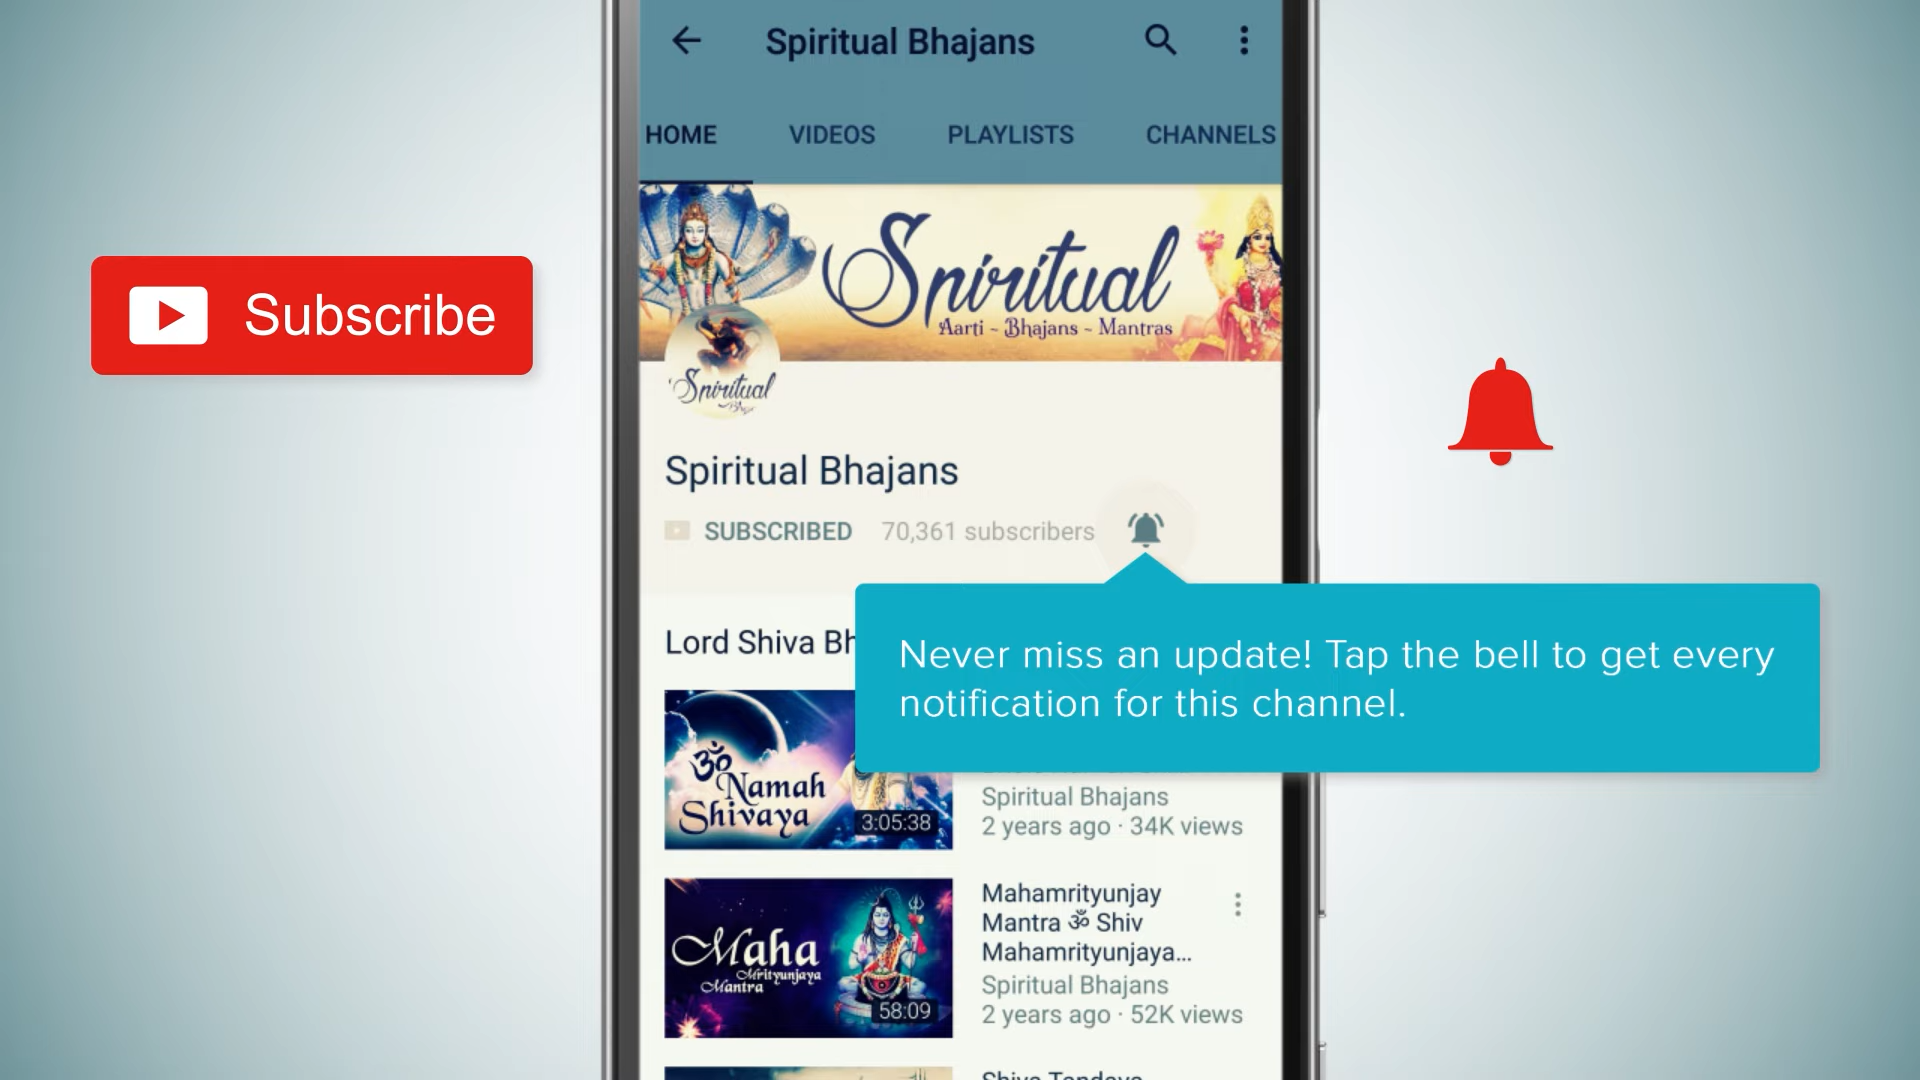 Spiritual Bhajans
HOME VIDEOS PLAYLISTS CHANNELS
Spiritual
Aarti ~ Bhajans ~ Mantras
Subscribe
Spiritual
Spiritual Bhajans
SUBSCRIBED 70,361 subscribers
Never miss an update! Tap the bell to get every
notification for this channel.
Lord Shiva
ॐ Namah
Shivaya
3:05:38
Spiritual Bhajans
2 years ago · 34K views
Maha
Mrityunjaya
Mantra
58:09
Mahamrityunjay
Mantra ॐ Shiv
Mahamrityunjaya...
Spiritual Bhajans
2 years ago · 52K views